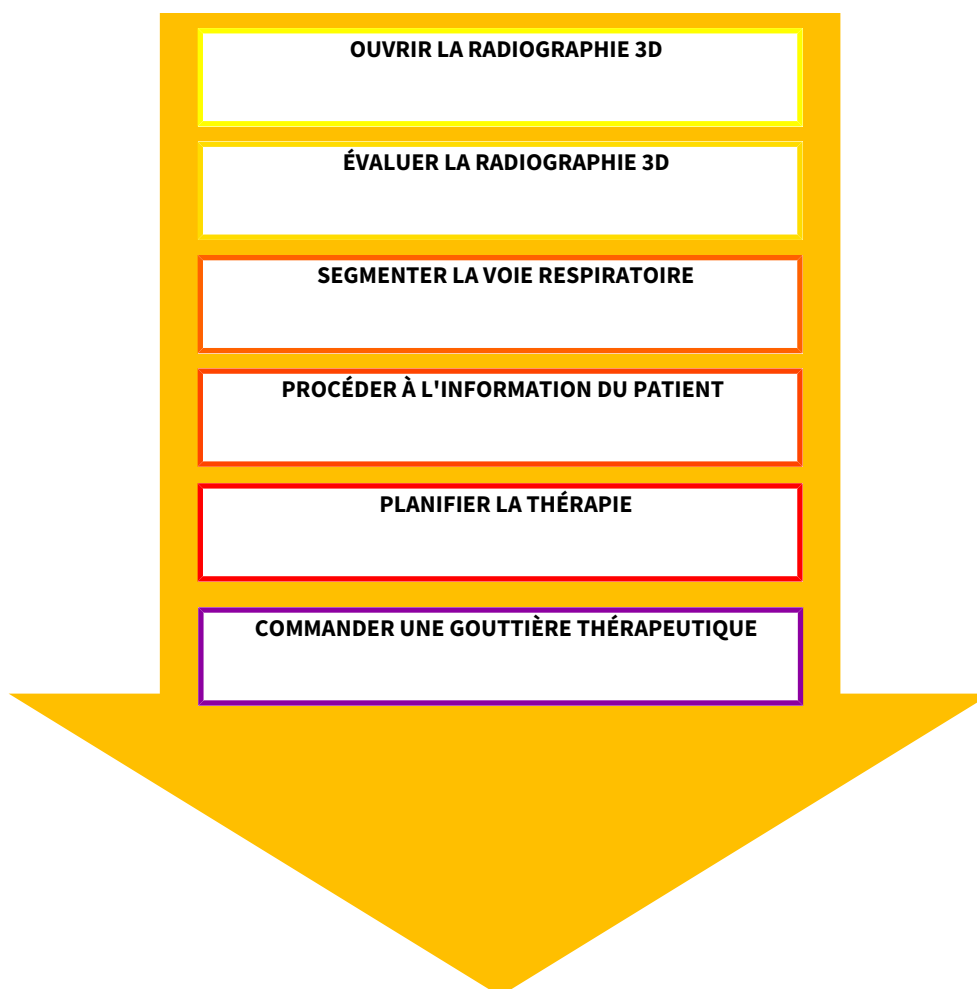 OUVRIR LA RADIOGRAPHIE 3D
ÉVALUER LA RADIOGRAPHIE 3D
SEGMENTER LA VOIE RESPIRATOIRE
PROCÉDER À L'INFORMATION DU PATIENT
PLANIFIER LA THÉRAPIE
COMMANDER UNE GOUTTIÈRE THÉRAPEUTIQUE